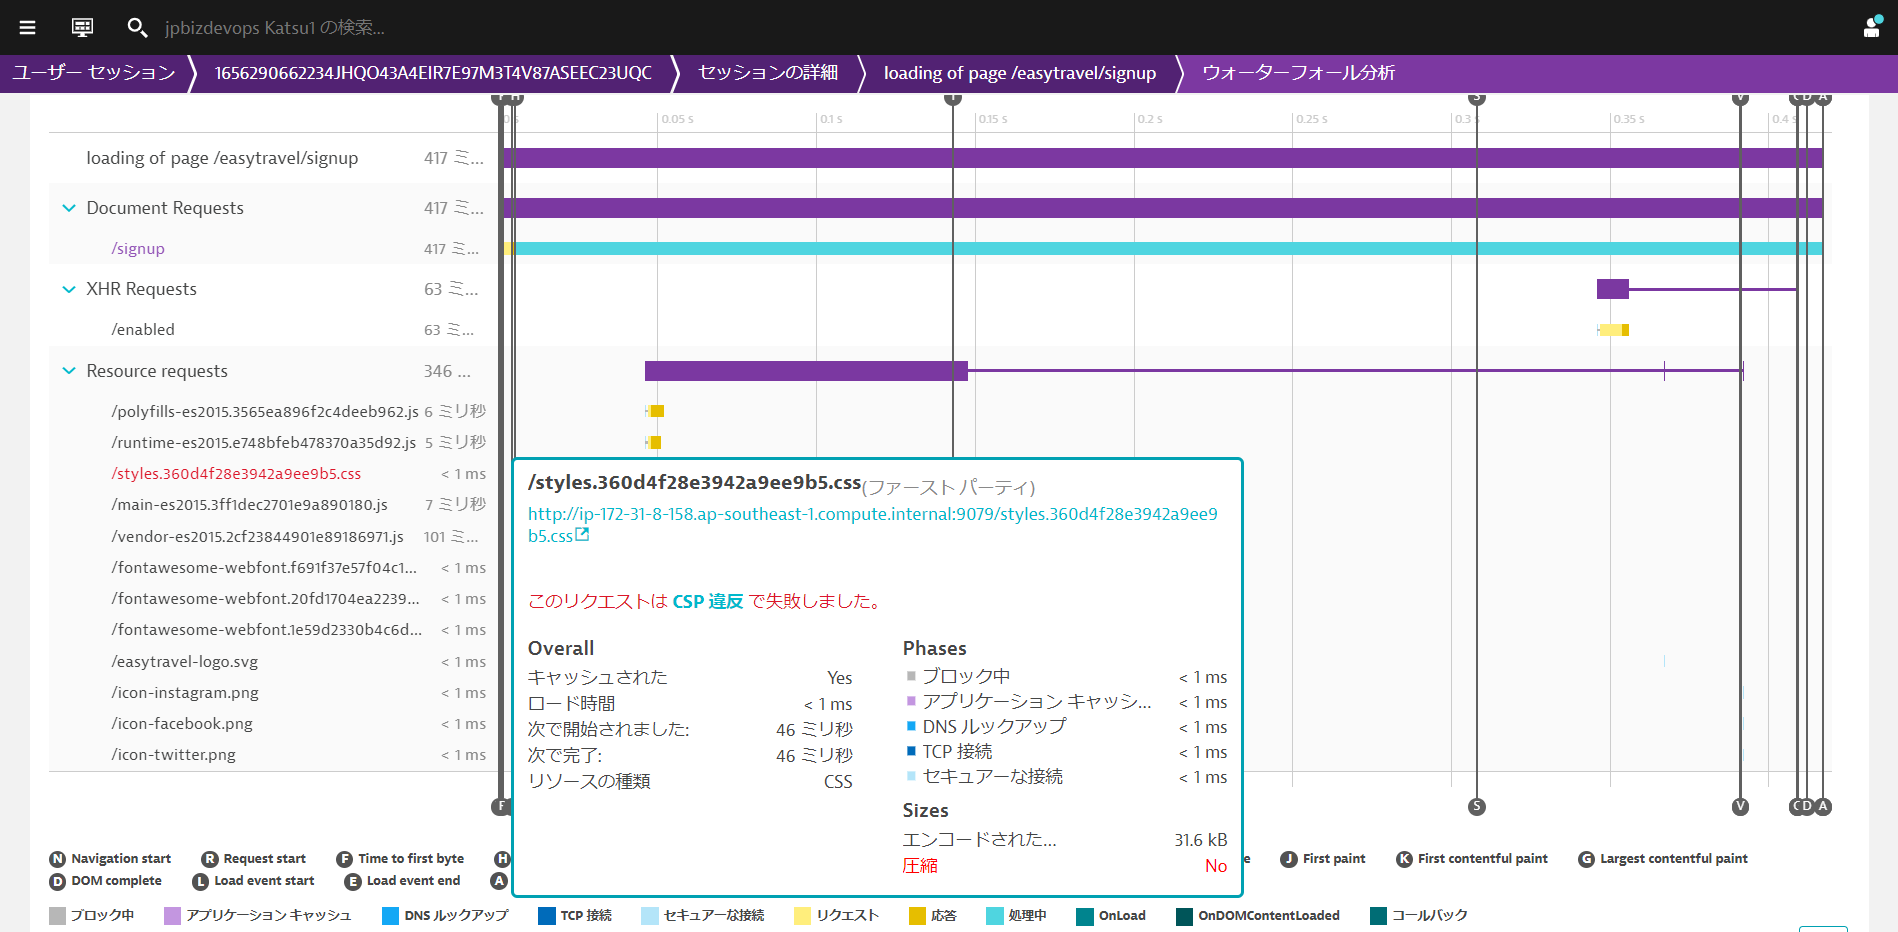 jpbizdevops Katsu1 の検索...
ユーザー セッション 1656290662234JHQO43A4EIR7E97M3T4V87ASEEC23UQC セッションの詳細 loading of page /easytravel/signup ウォーターフォール分析
0.05 s 0.1 s 0.15 s 0.2 s 0.25 s 0.3 0.35 s 0.4
loading of page /easytravel/signup 417 ミ...
Document Requests 417 ミ...
/signup 417 ミ...
XHR Requests 63 ミ...
/enabled 63 ミ...
Resource requests 346 ...
/polyfills-es2015.3565ea896f2c4deeb962.js 6 ミリ秒
/runtime-es2015.e748bfeb478370a35d92.js 5 ミリ秒
/styles.360d4f28e3942a9ee9b5.css < 1 ms
/main-es2015.3ff1dec2701e9a890180.js 7 ミリ秒
/vendor-es2015.2cf23844901e89186971.js 101 ミ...
/fontawesome-webfont.f691f37e57f04c1... < 1 ms
/fontawesome-webfont.20fd1704ea2239... < 1 ms
/fontawesome-webfont.1e59d2330b4c6d... < 1 ms
/easytravel-logo.svg < 1 ms
/icon-instagram.png < 1 ms
/icon-facebook.png < 1 ms
/icon-twitter.png < 1 ms
/styles.360d4f28e3942a9ee9b5.css(ファースト パーティ)
http://ip-172-31-8-158.ap-southeast-1.compute.internal:9079/styles.360d4f28e3942a9ee9
b5.css
このリクエストは CSP 違反 で失敗しました。
Overall
キャッシュされた Yes
ロード時間 < 1 ms
次で開始されました: 46 ミリ秒
次で完了: 46 ミリ秒
リソースの種類 CSS
Phases
ブロック中 < 1 ms
アプリケーション キャッシ... < 1 ms
DNS ルックアップ < 1 ms
TCP 接続 < 1 ms
セキュアーな接続 < 1 ms
Sizes
エンコードされた... 31.6 kB
圧縮 No
F S V C D A
N Navigation start R Request start F Time to first byte H e J First paint K First contentful paint G Largest contentful paint
D DOM complete L Load event start E Load event end A
ブロック中 アプリケーション キャッシュ DNS ルックアップ TCP 接続 セキュアーな接続 リクエスト 応答 処理中 OnLoad OnDOMContentLoaded コールバック